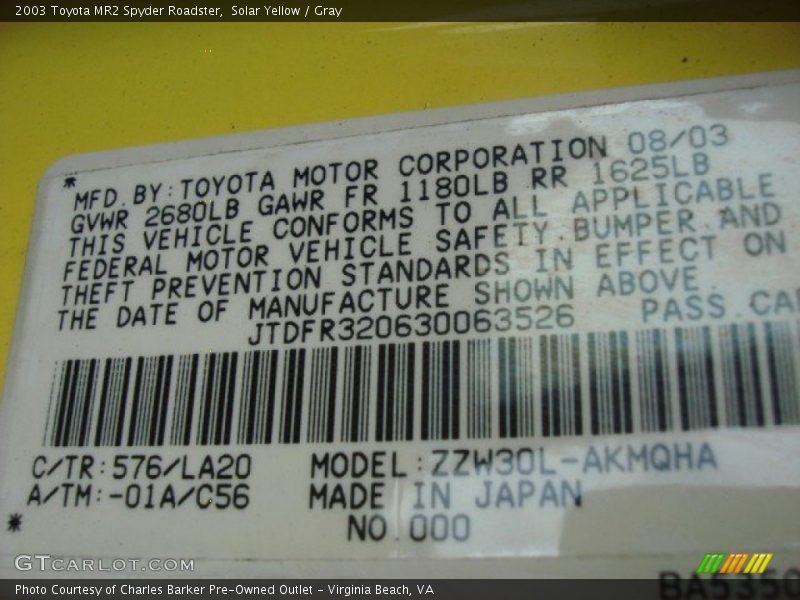 2003 Toyota MR2 Spyder Roadster,  Solar Yellow / Gray
* MFD.BY:TOYOTA MOTOR CORPORATION 08/03
GVWR 2680LB GAWR FR 1180LB RR 1625LB
THIS VEHICLE CONFORMS TO ALL APPLICABLE
FEDERAL MOTOR VEHICLE SAFETY.BUMPER.AND
THEFT PREVENTION STANDARDS IN EFFECT ON
THE DATE OF MANUFACTURE SHOWN ABOVE.
JTDFR320630063526 PASS.CA
C/TR:576/LA20 MODEL:ZZW30L-AKMQHA
A/TM:-01A/C56 MADE IN JAPAN
* NO.000
GTCarLot.com
BA5350
Photo Courtesy of Charles Barker Pre-Owned Outlet - Virginia Beach, VA